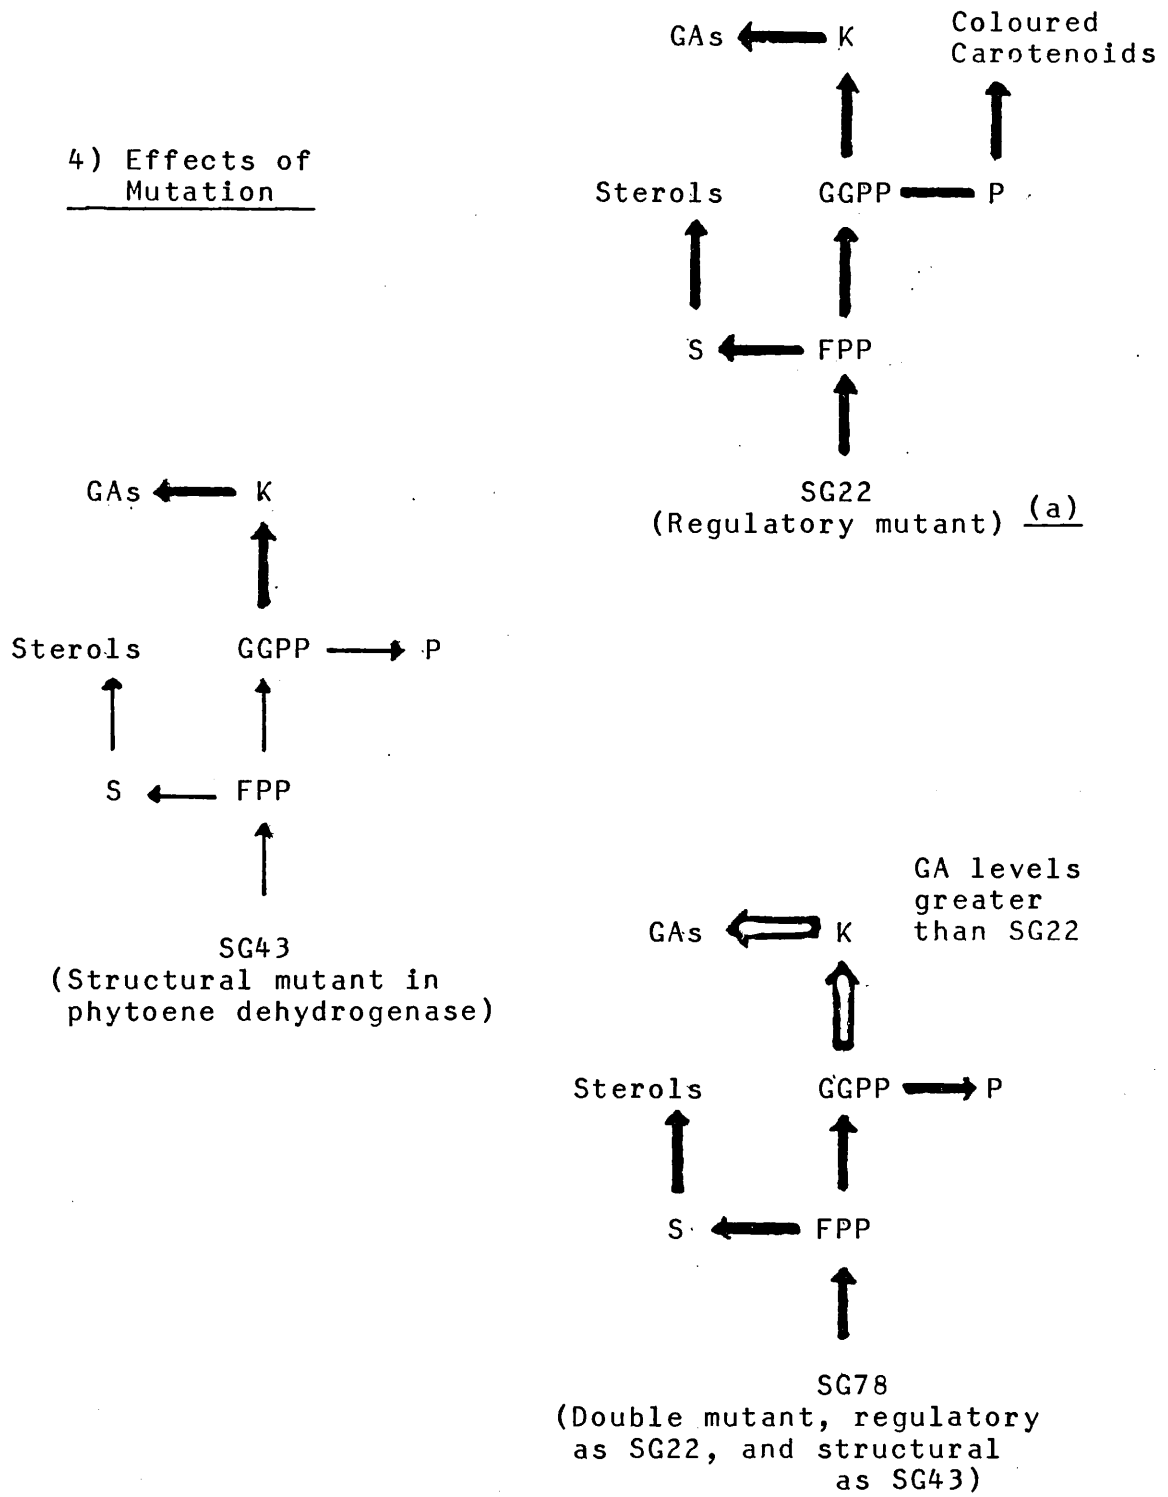 4) Effects of
Mutation
GAs K
Coloured
Carotenoids
Sterols GGPP P
S FPP
SG22
(Regulatory mutant) (a)
GAs K
Sterols GGPP P
S FPP
SG43
(Structural mutant in
phytoene dehydrogenase)
GA levels
greater
than SG22
GAs K
Sterols GGPP P
S FPP
SG78
(Double mutant, regulatory
as SG22, and structural
as SG43)